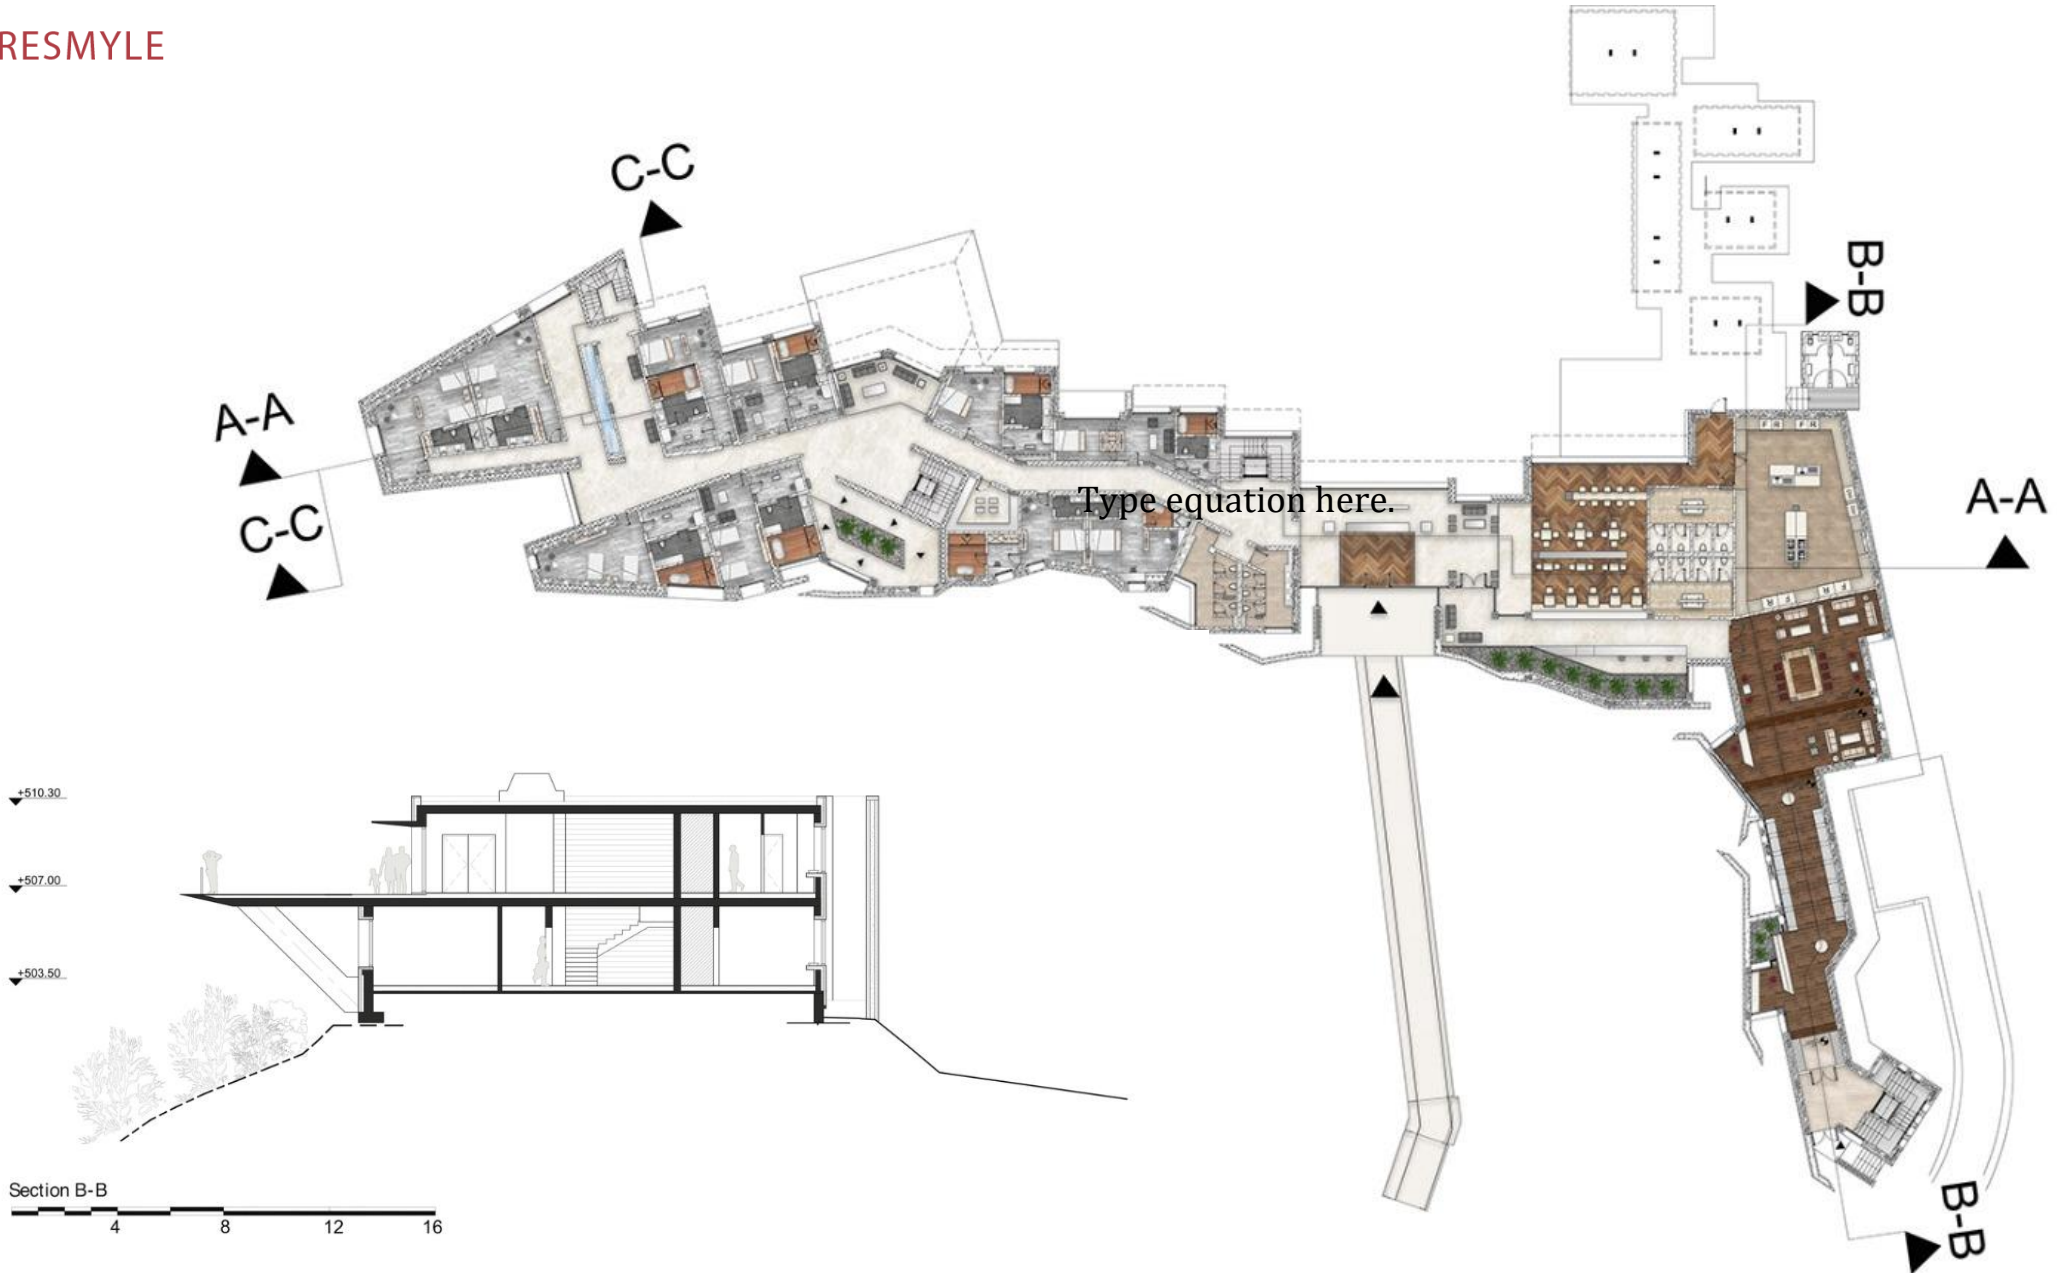 RESMYLE
C-C
B-B
A-A
C-C
Type equation here.
A-A
F R F R
R
F R
R F
+510.30
+507.00
+503.50
B-B
Section B-B
4 8 12 16